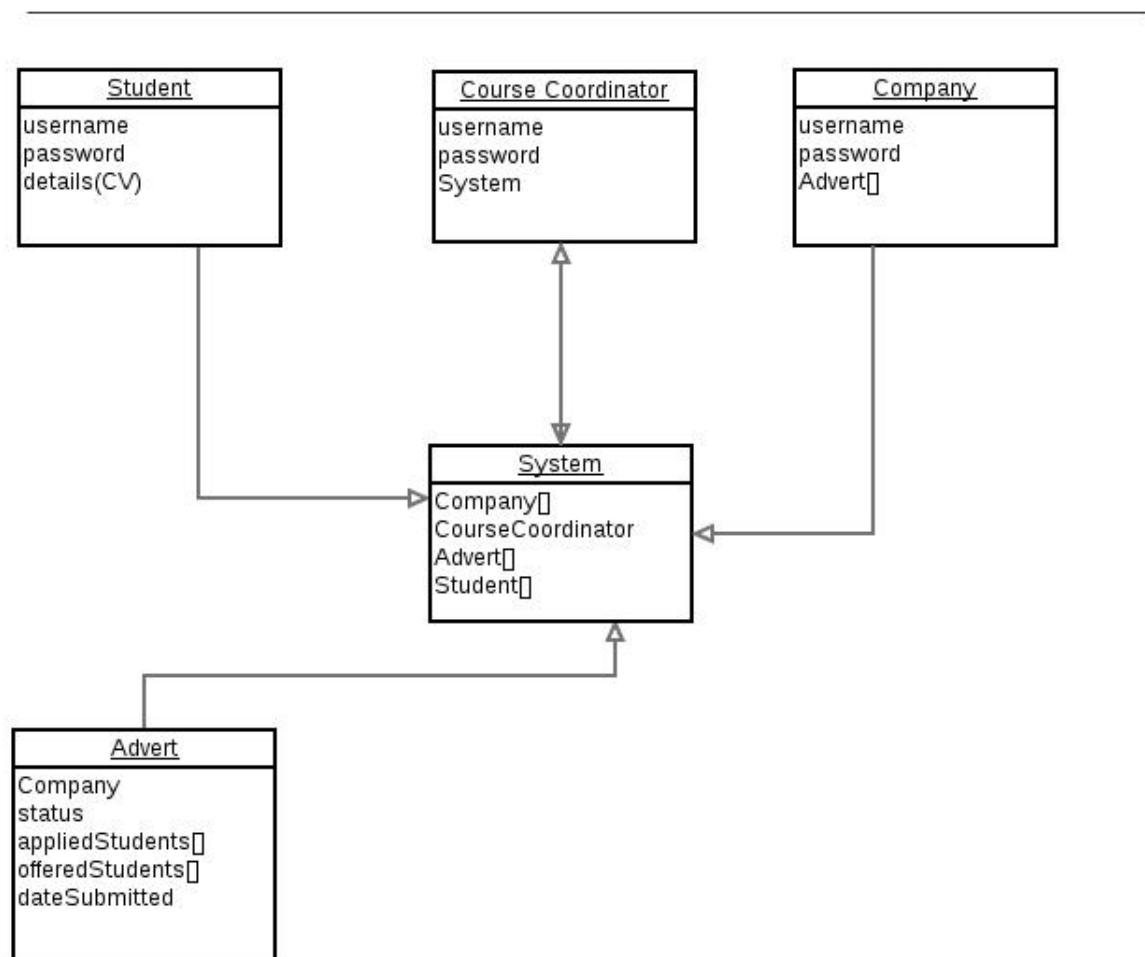 Student
username
password
details(CV)
Course Coordinator
username
password
System
Company
username
password
Advert[]
System
Company[]
CourseCoordinator
Advert[]
Student[]
Advert
Company
status
appliedStudents[]
offeredStudents[]
dateSubmitted